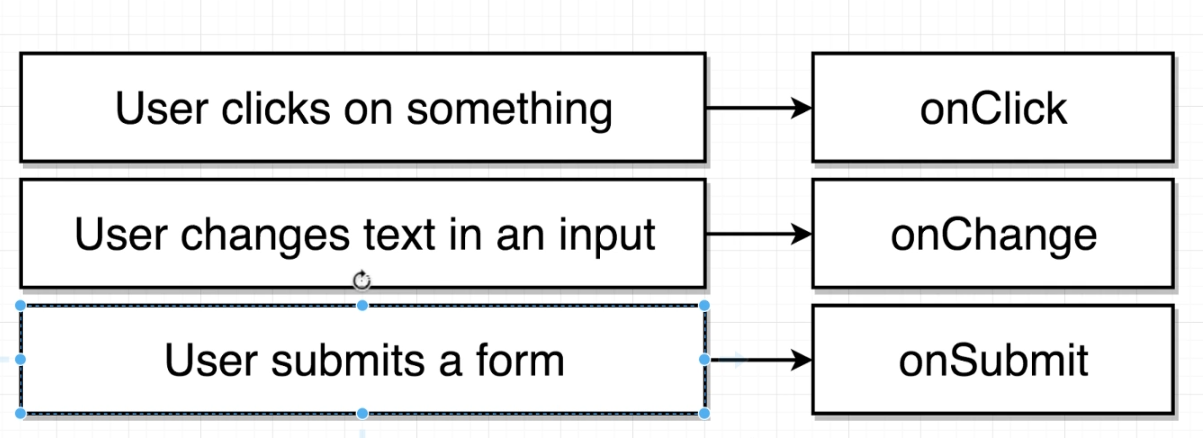 User clicks on something
onClick
User changes text in an input
onChange
User submits a form
onSubmit